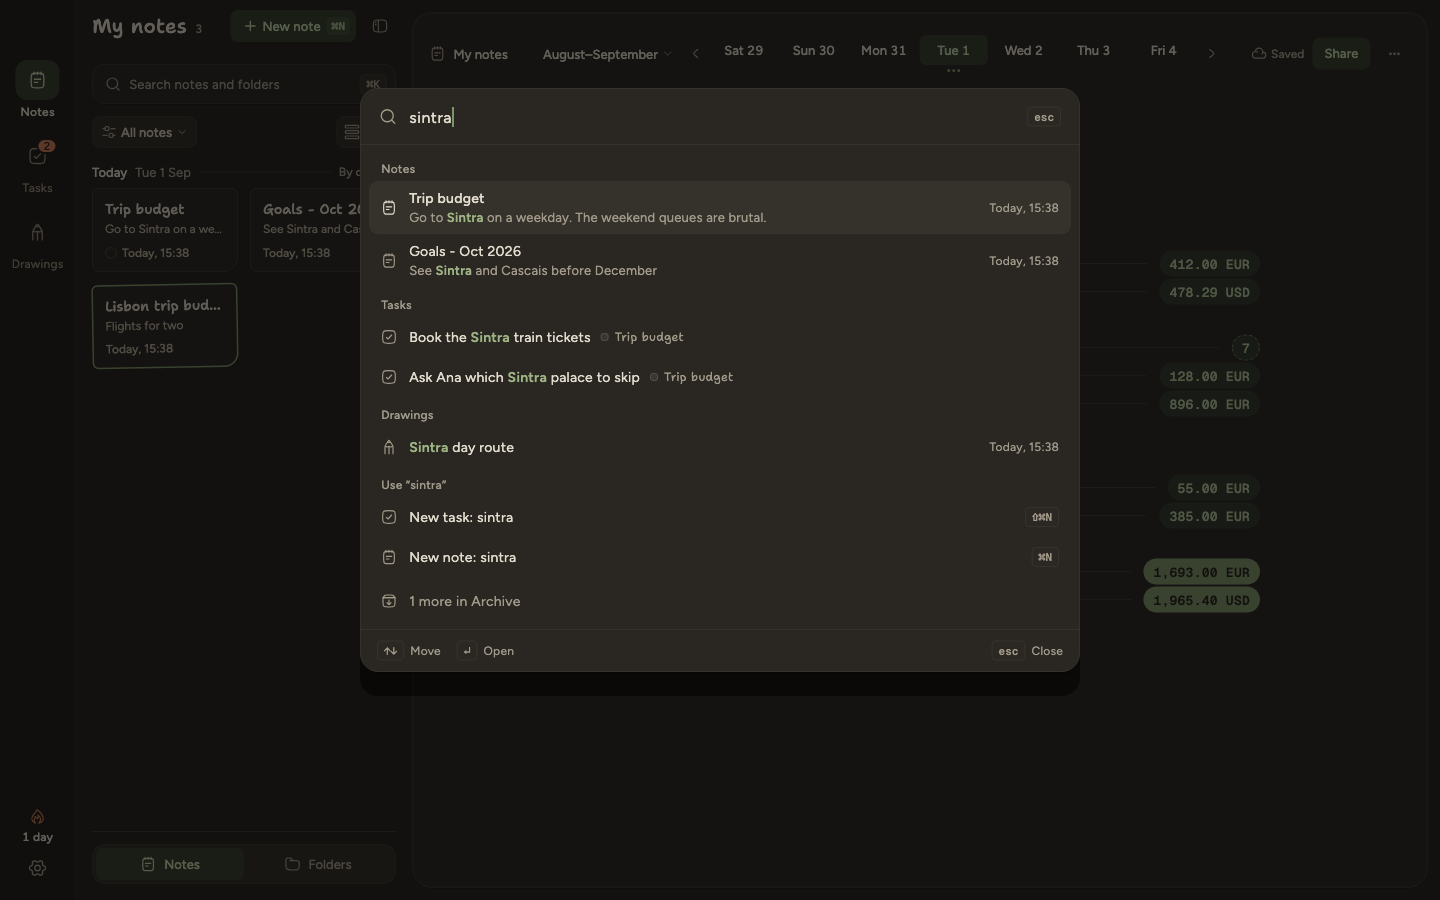 My notes 3
+ New note ⌘N
Search notes and folders ⌘K
All notes
Today Tue 1 Sep
Trip budget
Go to Sintra on a we...
Today, 15:38
Goals - Oct
See Sintra and
Today, 15:38
Lisbon trip bud...
Flights for two
Today, 15:38
Notes
2
Tasks
Drawings
1 day
Notes
Folders
My notes
August–September
Sat 29
Sun 30
Mon 31
Tue 1
Wed 2
Thu 3
Fri 4
Saved
Share
sintra
esc
Notes
Trip budget
Go to Sintra on a weekday. The weekend queues are brutal.
Today, 15:38
Goals - Oct 2026
See Sintra and Cascais before December
Today, 15:38
Tasks
Book the Sintra train tickets Trip budget
Ask Ana which Sintra palace to skip Trip budget
Drawings
Sintra day route
Today, 15:38
Use “sintra”
New task: sintra ⇧⌘N
New note: sintra ⌘N
1 more in Archive
Move
Open
esc Close
412.00 EUR
478.29 USD
7
128.00 EUR
896.00 EUR
55.00 EUR
385.00 EUR
1,693.00 EUR
1,965.40 USD